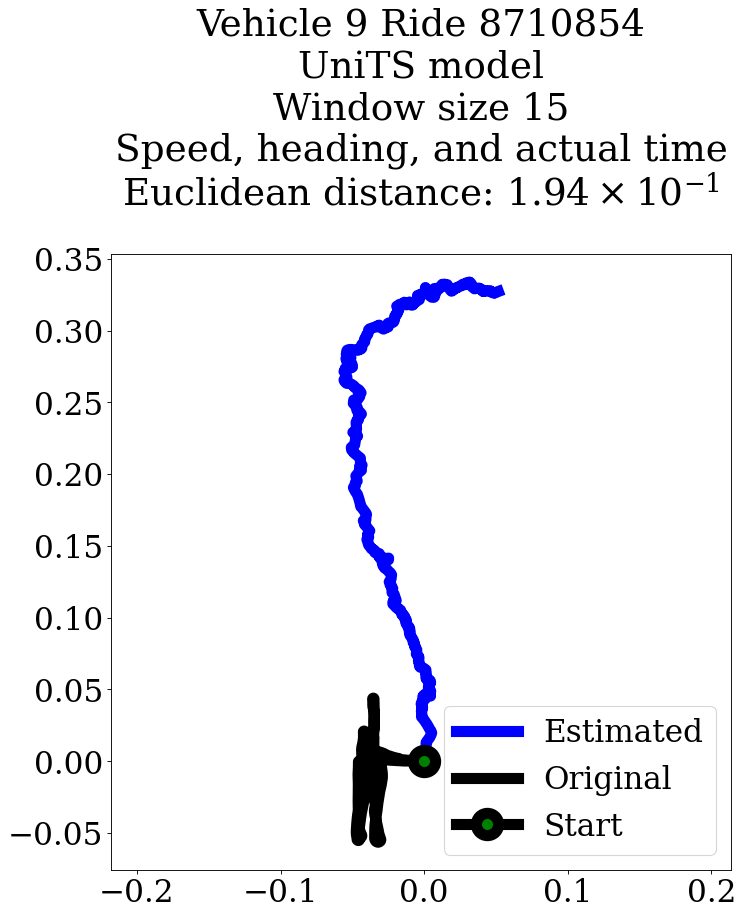 Vehicle 9 Ride 8710854
UniTS model
Window size 15
Speed, heading, and actual time
Euclidean distance: 1.94 × 10⁻¹
0.35
0.30
0.25
0.20
0.15
0.10
0.05
0.00
−0.05
Estimated
Original
Start
−0.2
−0.1
0.0
0.1
0.2